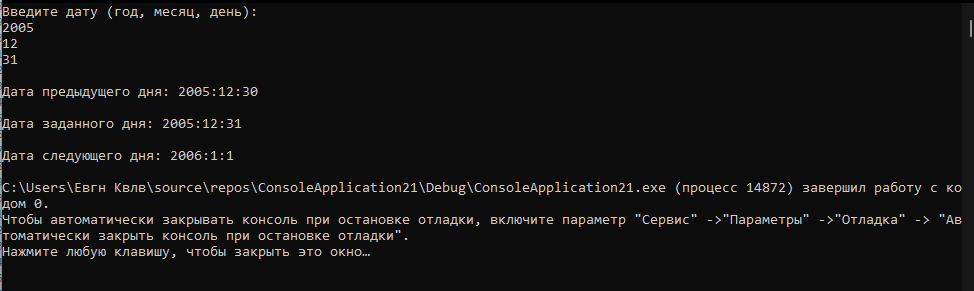 Введите дату (год, месяц, день):
2005
12
31
Дата предыдущего дня: 2005:12:30
Дата заданного дня: 2005:12:31
Дата следующего дня: 2006:1:1
C:\Users\Евгн Квлв\source\repos\ConsoleApplication21\Debug\ConsoleApplication21.exe (процесс 14872) завершил работу с ко
дом 0.
Чтобы автоматически закрывать консоль при остановке отладки, включите параметр "Сервис" ->"Параметры" ->"Отладка" -> "Ав
томатически закрыть консоль при остановке отладки".
Нажмите любую клавишу, чтобы закрыть это окно…